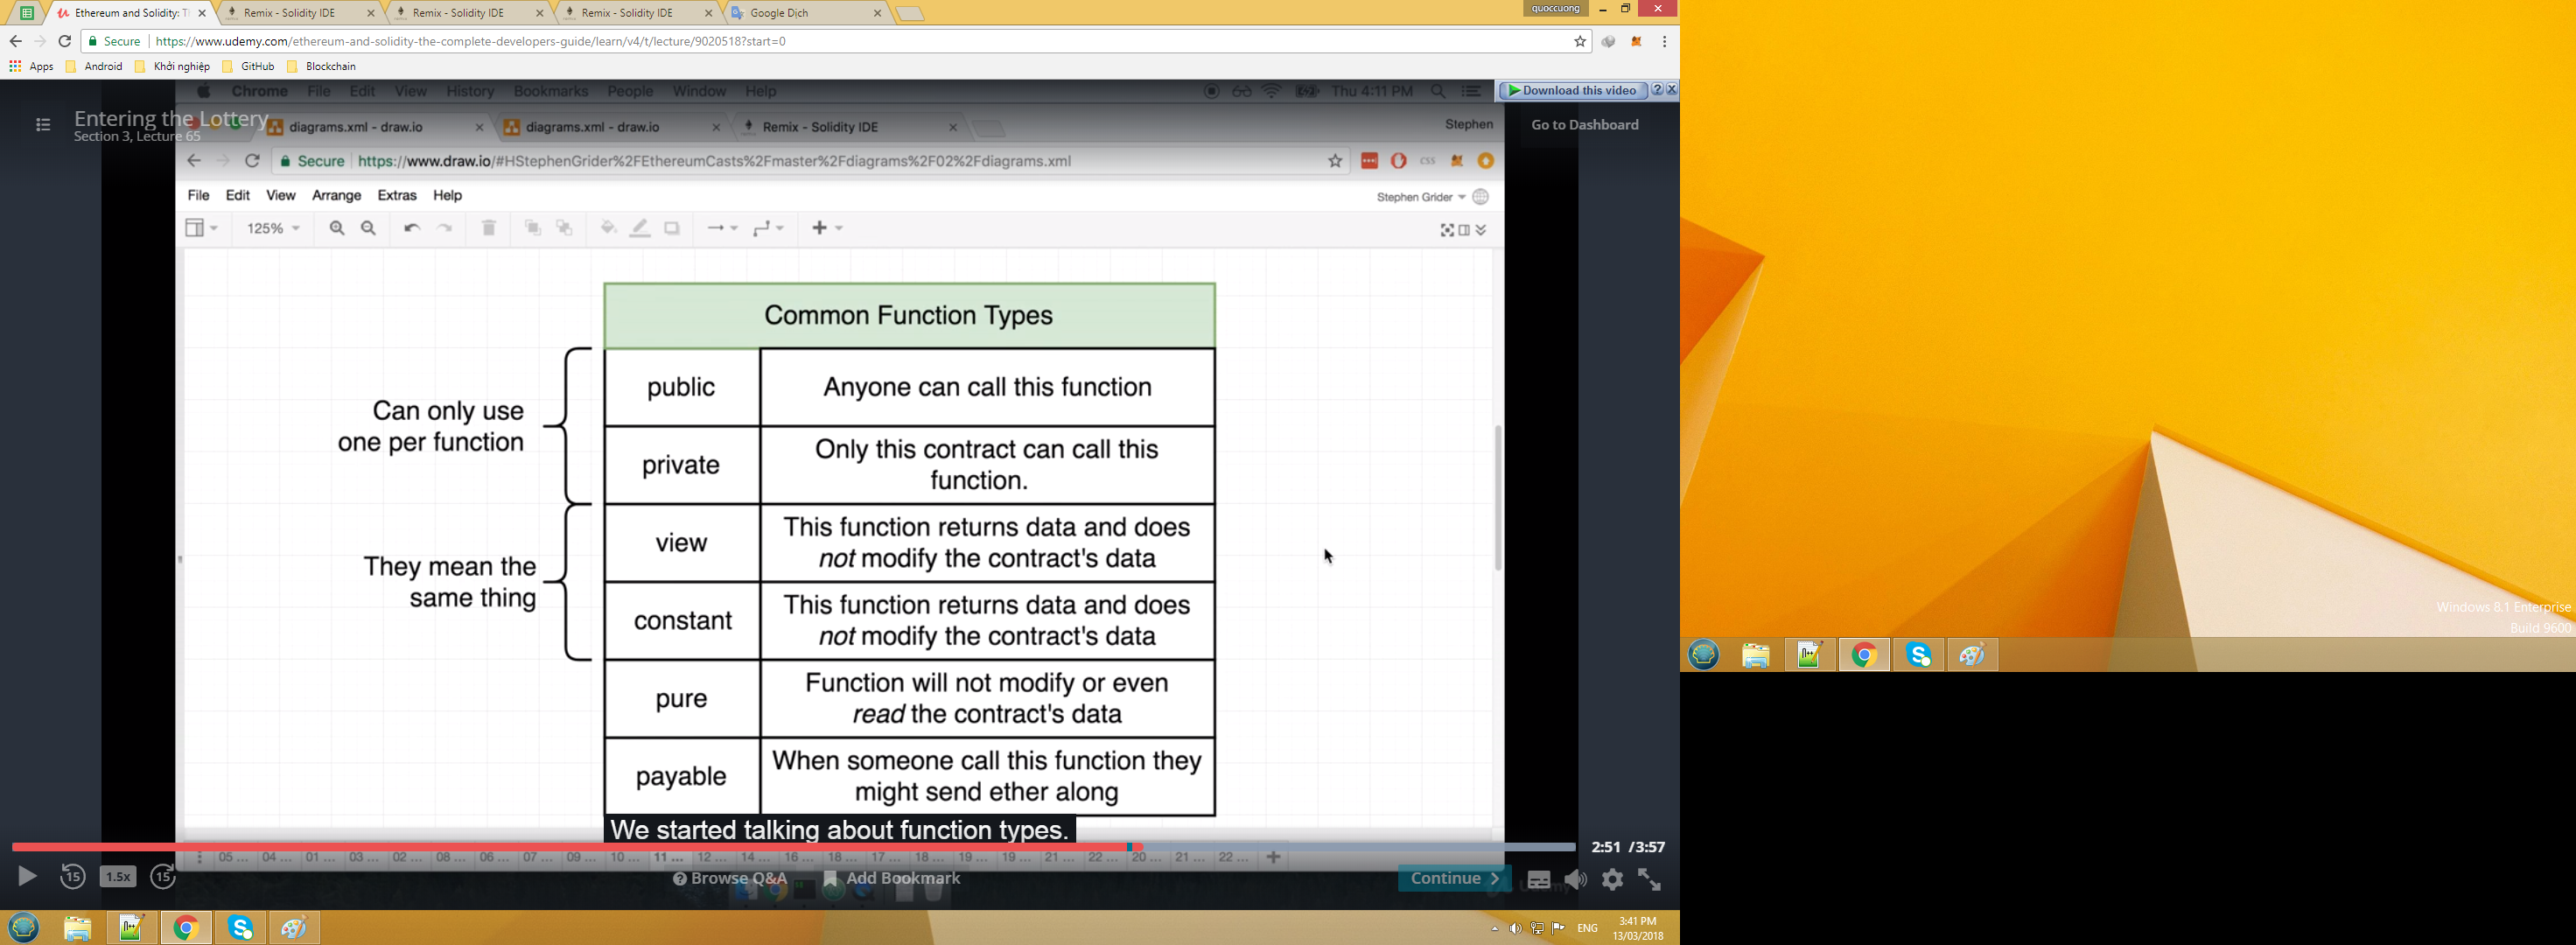 Ethereum and Solidity: T
Remix - Solidity IDE
Remix - Solidity IDE
Remix - Solidity IDE
Google Dịch
quoccuong
Secure
https://www.udemy.com/ethereum-and-solidity-the-complete-developers-guide/learn/v4/t/lecture/9020518?start=0
Apps
Android
Khởi nghiệp
GitHub
Blockchain
Chrome File Edit View History Bookmarks People Window Help
Thu 4:11 PM
Download this video
Entering the Lottery
Section 3, Lecture 65
diagrams.xml - draw.io
diagrams.xml - draw.io
Remix - Solidity IDE
Stephen
Go to Dashboard
Secure
https://www.draw.io/#HStephenGrider%2FEthereumCasts%2Fmaster%2Fdiagrams%2F02%2Fdiagrams.xml
CSS
File Edit View Arrange Extras Help
Stephen Grider
125%
Common Function Types
Can only use
one per function
public
Anyone can call this function
private
Only this contract can call this
function.
They mean the
same thing
view
This function returns data and does
not modify the contract's data
constant
This function returns data and does
not modify the contract's data
pure
Function will not modify or even
read the contract's data
payable
When someone call this function they
might send ether along
We started talking about function types.
2:51 / 3:57
05 ... 04 ... 01 ... 03 ... 02 ... 08 ... 06 ... 07 ... 09 ... 10 ... 11 ... 12 ... 14 ... 16 ... 18 ... 17 ... 18 ... 19 ... 19 ... 21 ... 22 ... 20 ... 21 ... 22 ...
15
1.5x
15
Browse Q&A
Add Bookmark
Continue
ENG
3:41 PM
13/03/2018
Windows 8.1 Enterprise
Build 9600